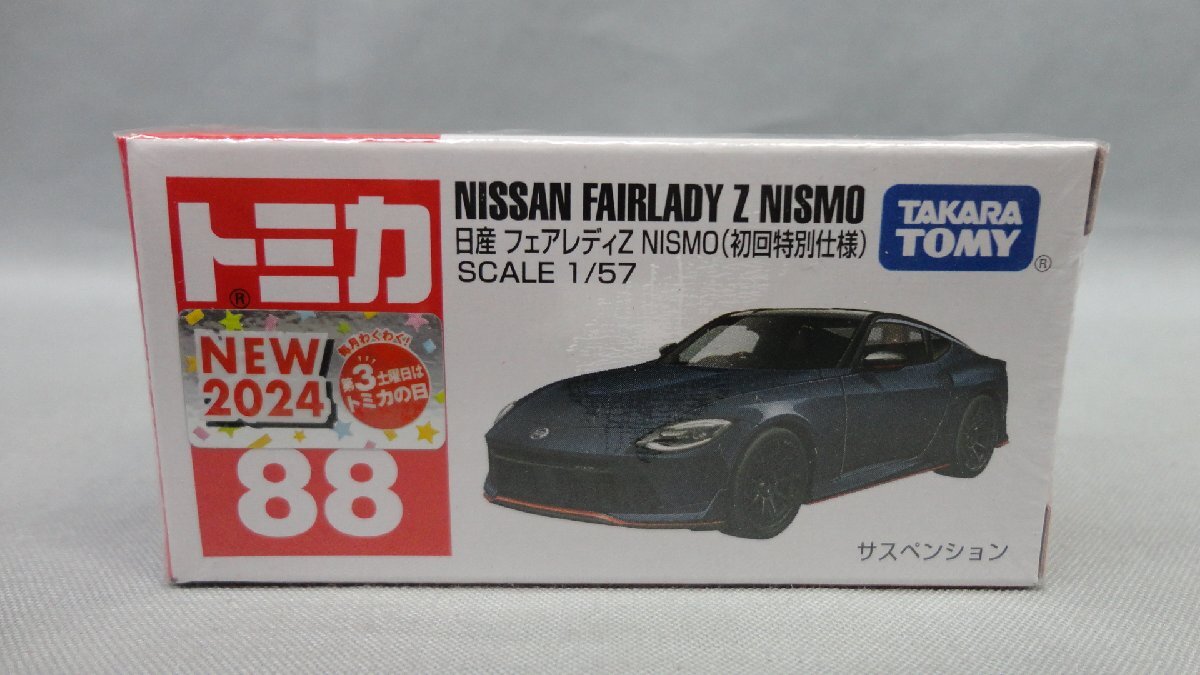 トミカ
®
NEW
2024
毎月わくわく!!
第3土曜日は
トミカの日
88
NISSAN FAIRLADY Z NISMO
日産 フェアレディZ NISMO(初回特別仕様)
SCALE 1/57
TAKARA
TOMY
®
サスペンション